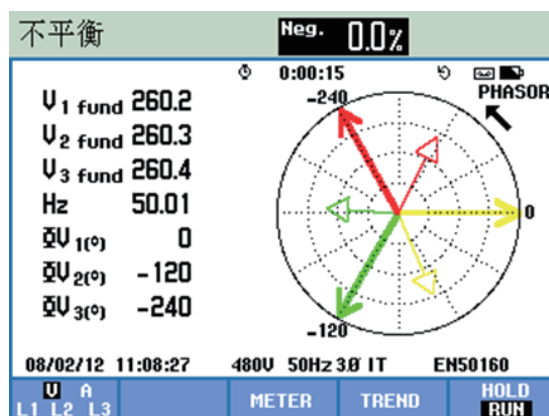 不平衡 Neg. 0.0%
0:00:15
PHASOR
V1 fund 260.2
V2 fund 260.3
V3 fund 260.4
Hz 50.01
ΦV1(°) 0
ΦV2(°) -120
ΦV3(°) -240
-240
0
-120
08/02/12 11:08:27 480V 50Hz 3Ø IT EN50160
V A
L1 L2 L3
METER
TREND
HOLD
RUN